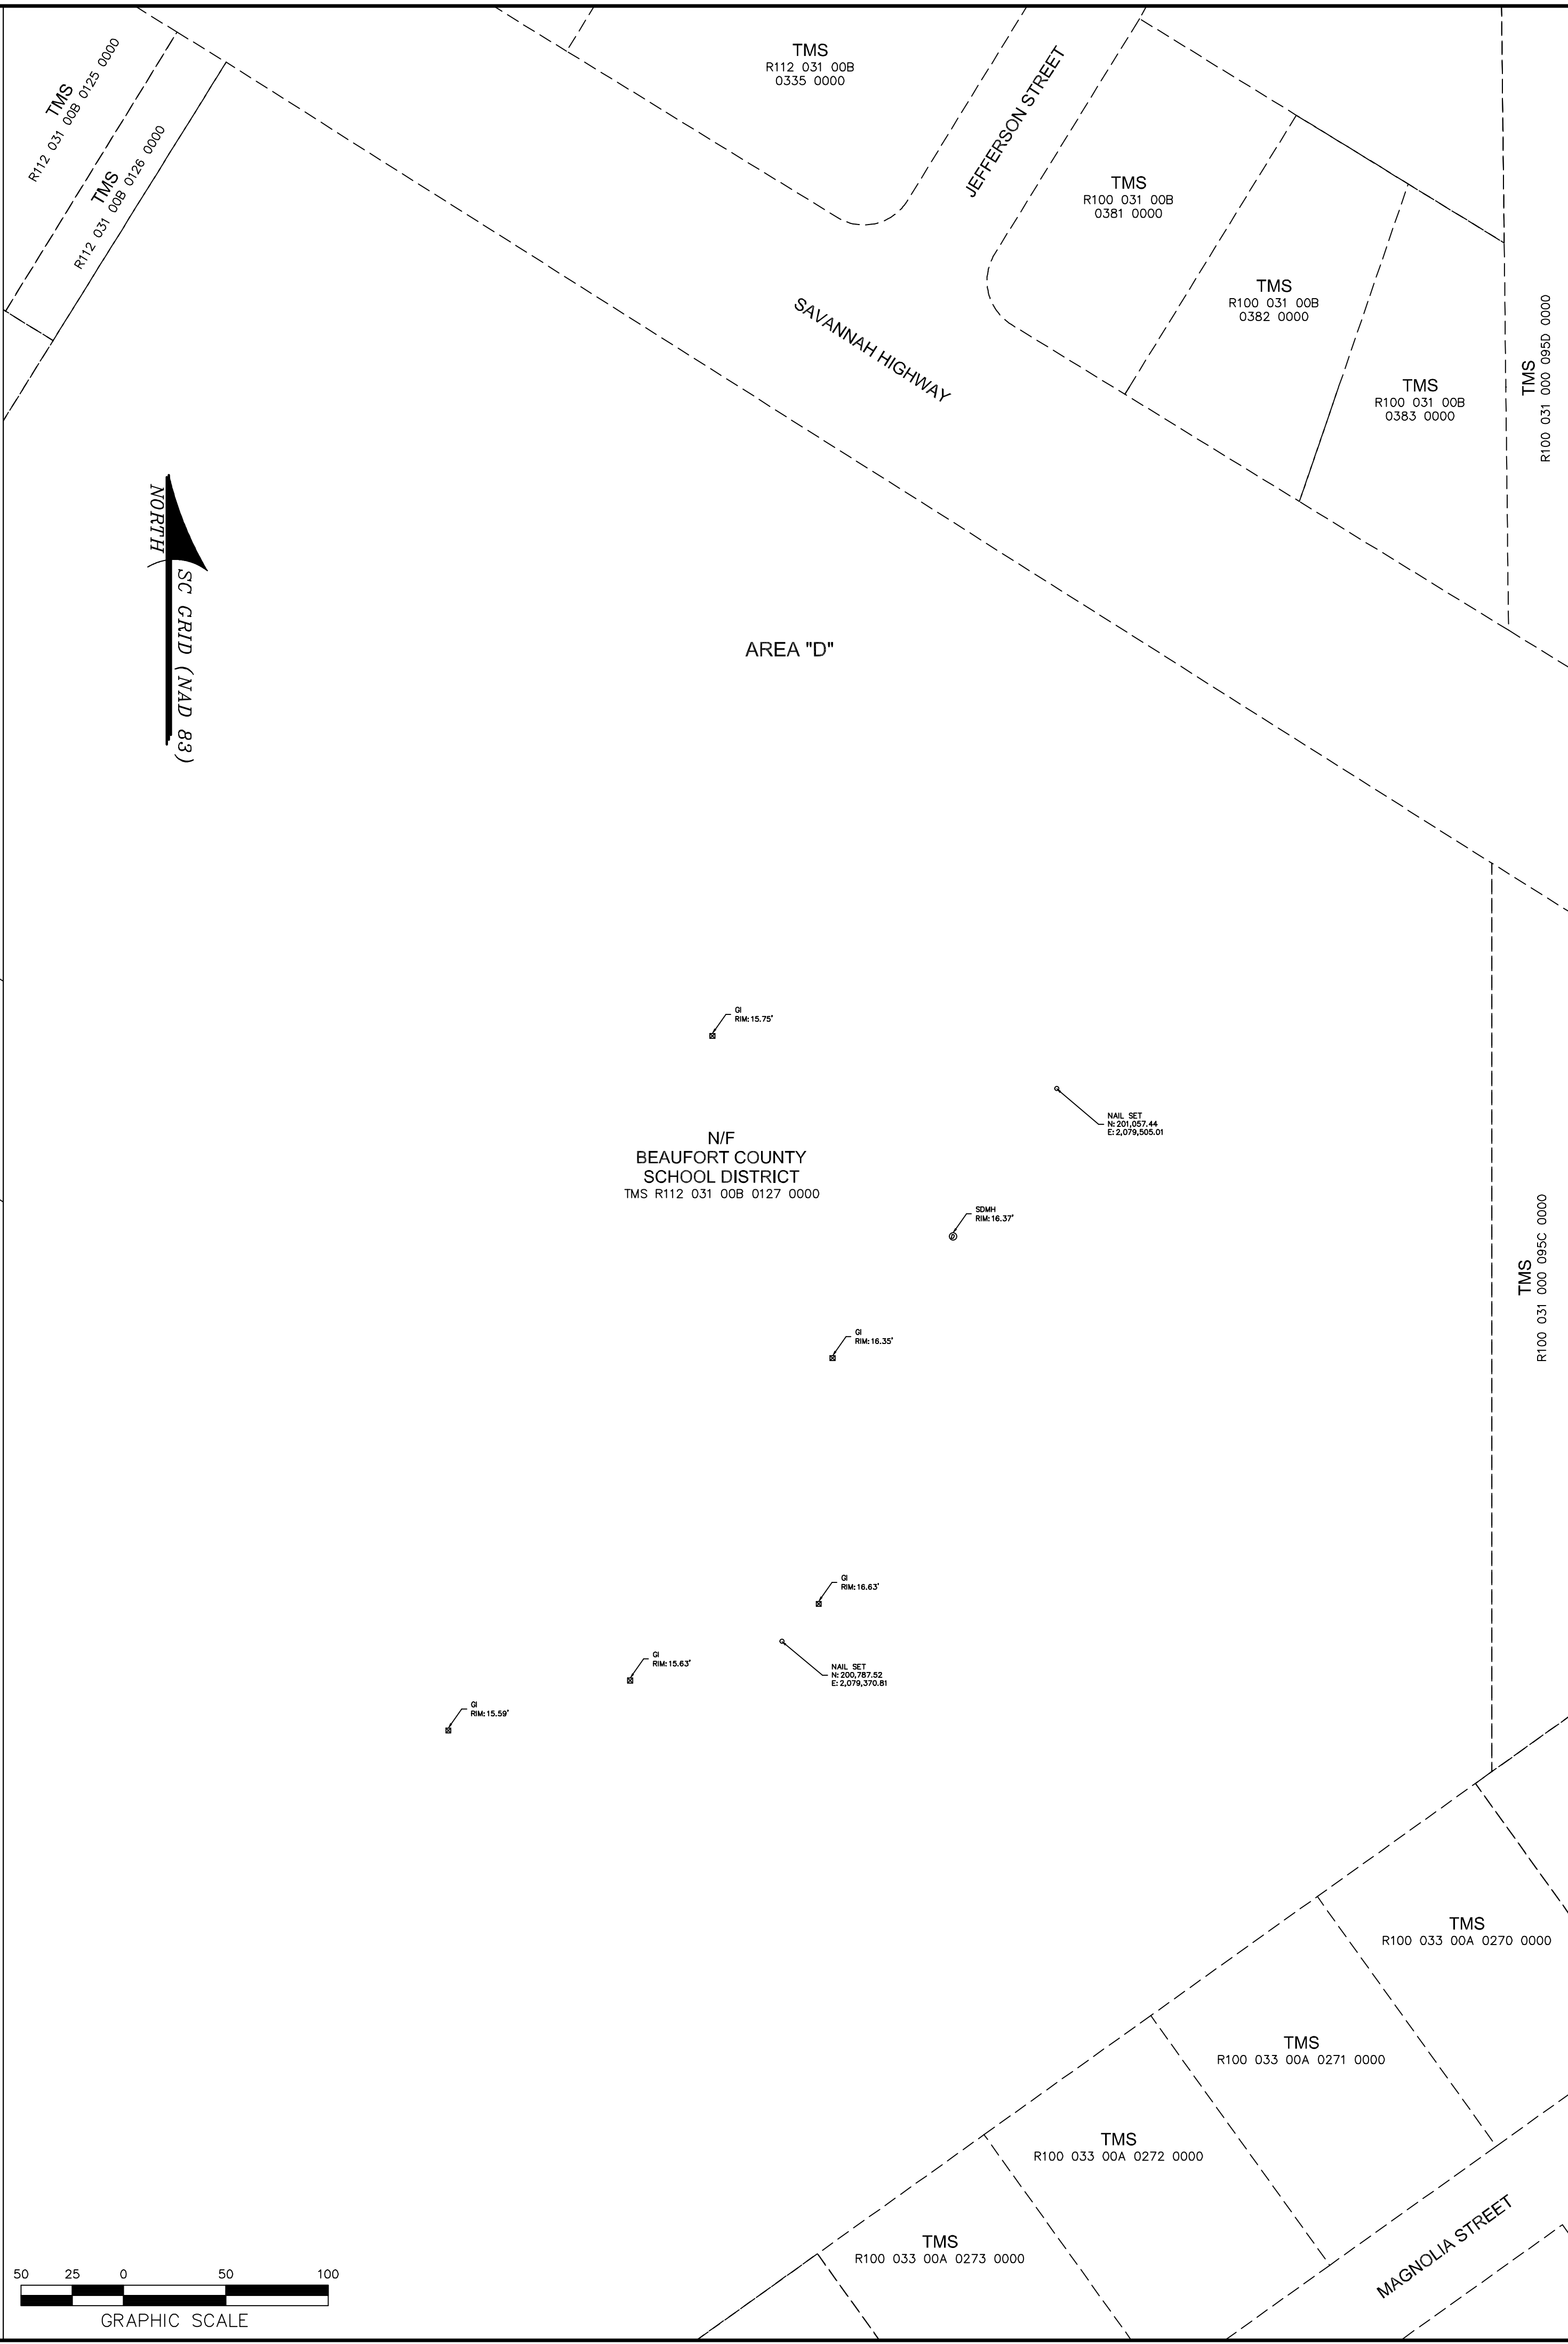 TMS
R112 031 00B 0125 0000
TMS
R112 031 00B 0126 0000
TMS
R112 031 00B
0335 0000
JEFFERSON STREET
TMS
R100 031 00B
0381 0000
TMS
R100 031 00B
0382 0000
TMS
R100 031 00B
0383 0000
TMS
R100 031 000 095D 0000
SAVANNAH HIGHWAY
NORTH
SC GRID (NAD 83)
AREA "D"
GI
RIM: 15.75'
NAIL SET
N: 201,057.44
E: 2,079,505.01
N/F
BEAUFORT COUNTY
SCHOOL DISTRICT
TMS R112 031 00B 0127 0000
SDMH
RIM: 16.37'
D
TMS
R100 031 000 095C 0000
GI
RIM: 16.35'
GI
RIM: 16.63'
GI
RIM: 15.63'
NAIL SET
N: 200,787.52
E: 2,079,370.81
GI
RIM: 15.59'
TMS
R100 033 00A 0270 0000
TMS
R100 033 00A 0271 0000
TMS
R100 033 00A 0272 0000
TMS
R100 033 00A 0273 0000
MAGNOLIA STREET
50 25 0 50 100
GRAPHIC SCALE